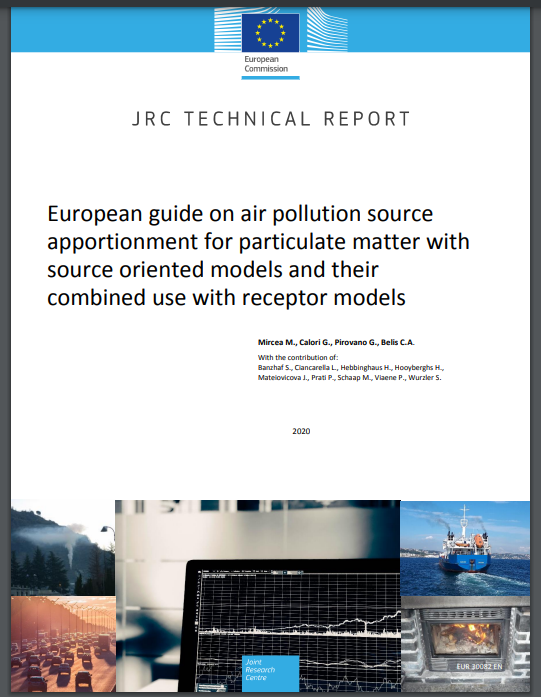 European
Commission
JRC TECHNICAL REPORT
European guide on air pollution source
apportionment for particulate matter with
source oriented models and their
combined use with receptor models
Mircea M., Calori G., Pirovano G., Belis C.A.
With the contribution of:
Banzhaf S., Ciancarella L., Hebbinghaus H., Hooyberghs H.,
Mateiovicova J., Prati P., Schaap M., Viaene P., Wurzler S.
2020
Joint
Research
Centre
EUR 30082 EN